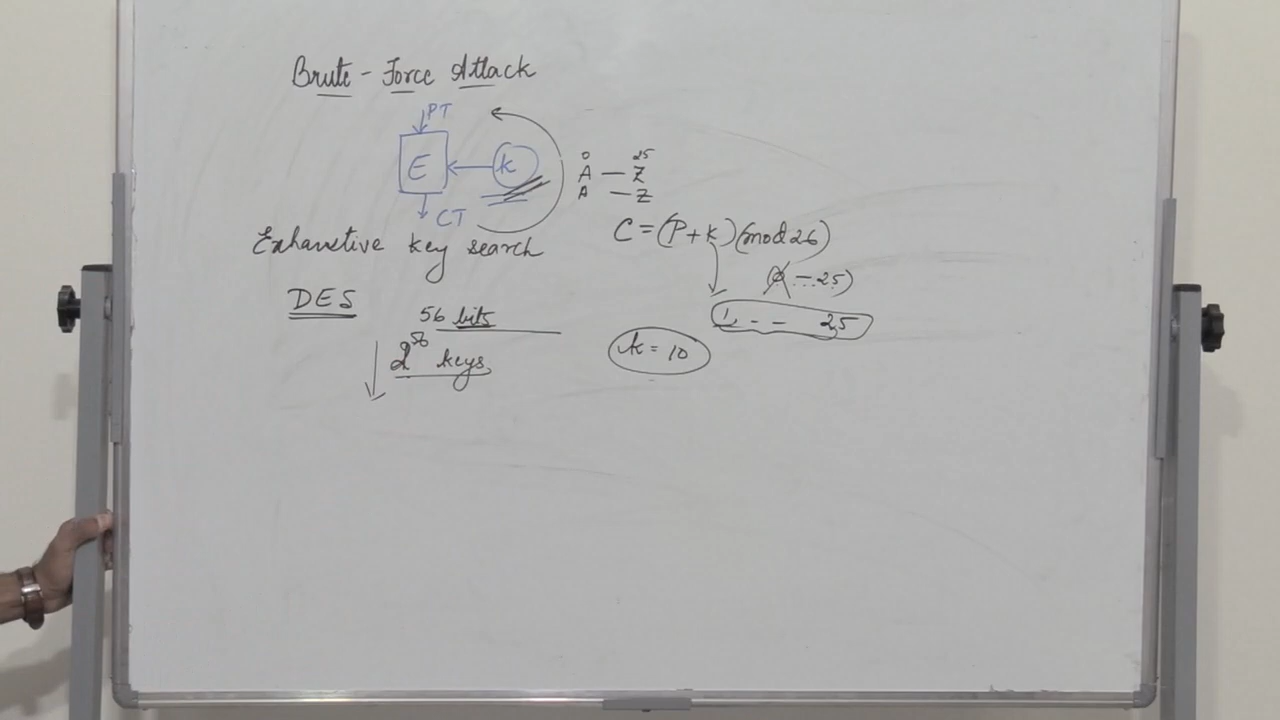 Brute-Force Attack
PT
E
k
CT
0 25
A — Z
A — Z
C = (P + k) (mod 26)
(0 - ... 25)
1, - - 25
Exhaustive key search
DES
56 bits
2^56 keys
k = 10